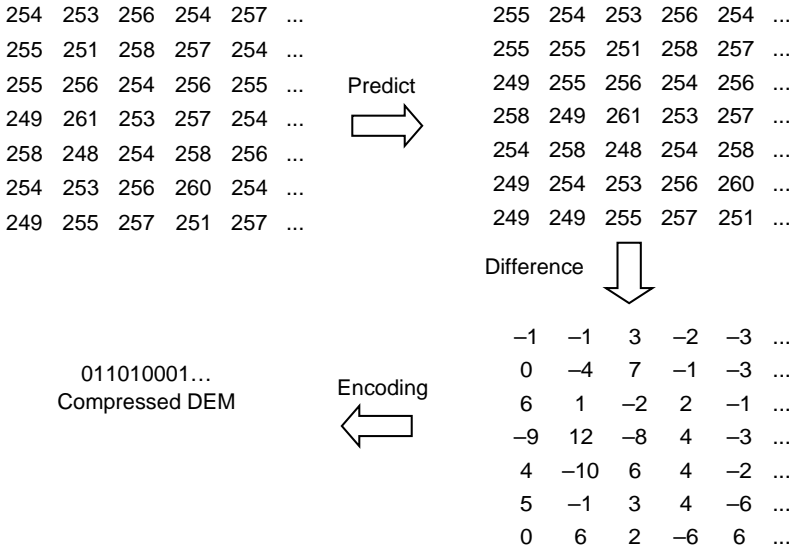 254 253 256 254 257 ...
255 251 258 257 254 ...
255 256 254 256 255 ...
249 261 253 257 254 ...
258 248 254 258 256 ...
254 253 256 260 254 ...
249 255 257 251 257 ...
Predict
255 254 253 256 254 ...
255 255 251 258 257 ...
249 255 256 254 256 ...
258 249 261 253 257 ...
254 258 248 254 258 ...
249 254 253 256 260 ...
249 249 255 257 251 ...
Difference
–1 –1 3 –2 –3 ...
0 –4 7 –1 –3 ...
6 1 –2 2 –1 ...
–9 12 –8 4 –3 ...
4 –10 6 4 –2 ...
5 –1 3 4 –6 ...
0 6 2 –6 6 ...
Encoding
011010001...
Compressed DEM